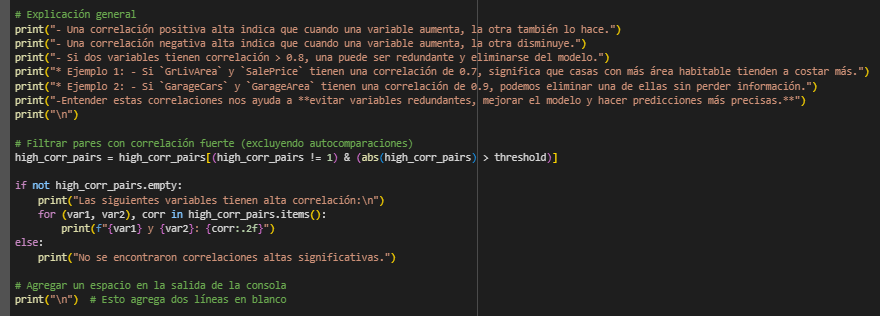 # Explicación general
print("- Una correlación positiva alta indica que cuando una variable aumenta, la otra también lo hace.")
print("- Una correlación negativa alta indica que cuando una variable aumenta, la otra disminuye.")
print("- Si dos variables tienen correlación > 0.8, una puede ser redundante y eliminarse del modelo.")
print("* Ejemplo 1: - Si `GrLivArea` y `SalePrice` tienen una correlación de 0.7, significa que casas con más área habitable tienden a costar más.")
print("* Ejemplo 2: - Si `GarageCars` y `GarageArea` tienen una correlación de 0.9, podemos eliminar una de ellas sin perder información.")
print("-Entender estas correlaciones nos ayuda a **evitar variables redundantes, mejorar el modelo y hacer predicciones más precisas.**")
print("\n")

# Filtrar pares con correlación fuerte (excluyendo autocomparaciones)
high_corr_pairs = high_corr_pairs[(high_corr_pairs != 1) & (abs(high_corr_pairs) > threshold)]

if not high_corr_pairs.empty:
    print("Las siguientes variables tienen alta correlación:\n")
    for (var1, var2), corr in high_corr_pairs.items():
        print(f"{var1} y {var2}: {corr:.2f}")
else:
    print("No se encontraron correlaciones altas significativas.")

# Agregar un espacio en la salida de la consola
print("\n")  # Esto agrega dos líneas en blanco